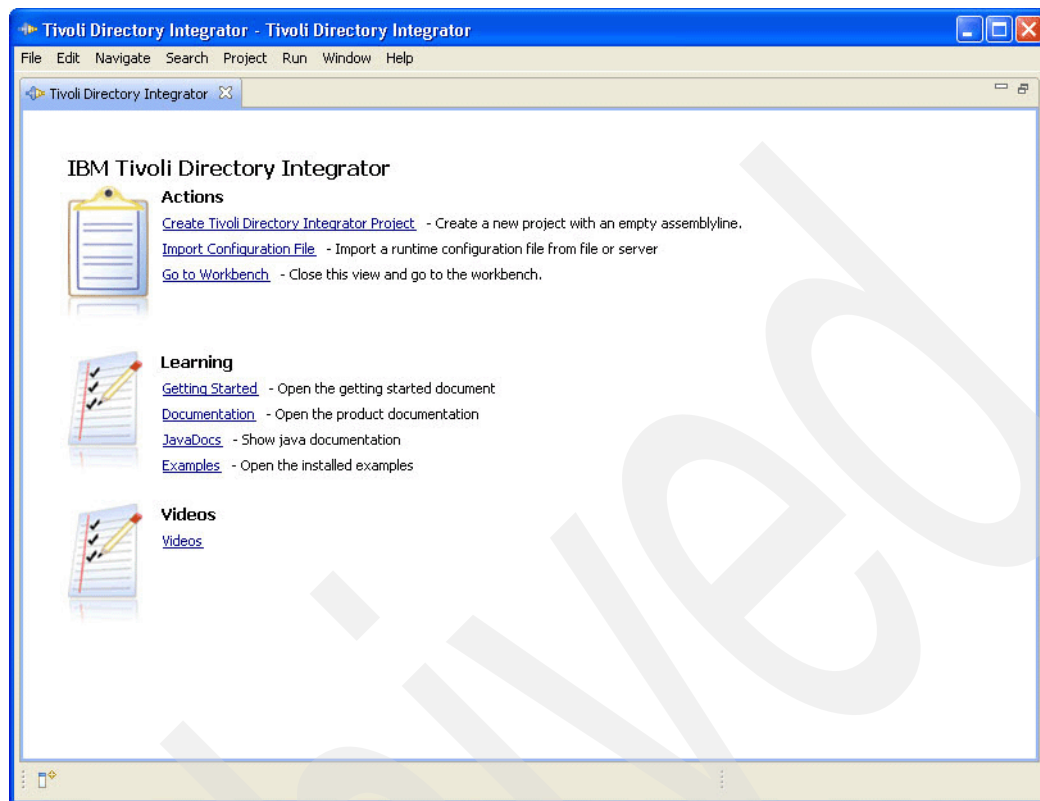 Tivoli Directory Integrator - Tivoli Directory Integrator
File Edit Navigate Search Project Run Window Help
Tivoli Directory Integrator
IBM Tivoli Directory Integrator
Actions
Create Tivoli Directory Integrator Project - Create a new project with an empty assemblyline.
Import Configuration File - Import a runtime configuration file from file or server
Go to Workbench - Close this view and go to the workbench.
Learning
Getting Started - Open the getting started document
Documentation - Open the product documentation
JavaDocs - Show java documentation
Examples - Open the installed examples
Videos
Videos